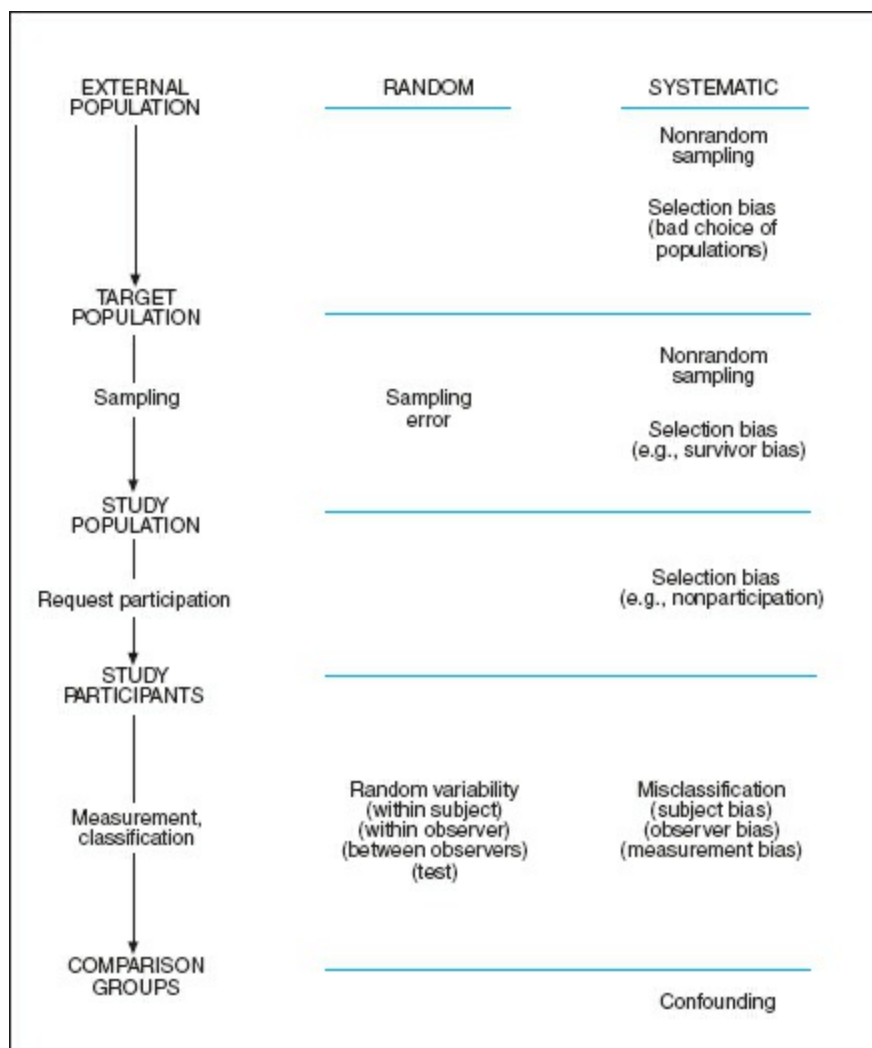 EXTERNAL
POPULATION
RANDOM
SYSTEMATIC
Nonrandom
sampling
Selection bias
(bad choice of
populations)
TARGET
POPULATION
Sampling
Sampling
error
Nonrandom
sampling
Selection bias
(e.g., survivor bias)
STUDY
POPULATION
Request participation
Selection bias
(e.g., nonparticipation)
STUDY
PARTICIPANTS
Measurement,
classification
Random variability
(within subject)
(within observer)
(between observers)
(test)
Misclassification
(subject bias)
(observer bias)
(measurement bias)
COMPARISON
GROUPS
Confounding